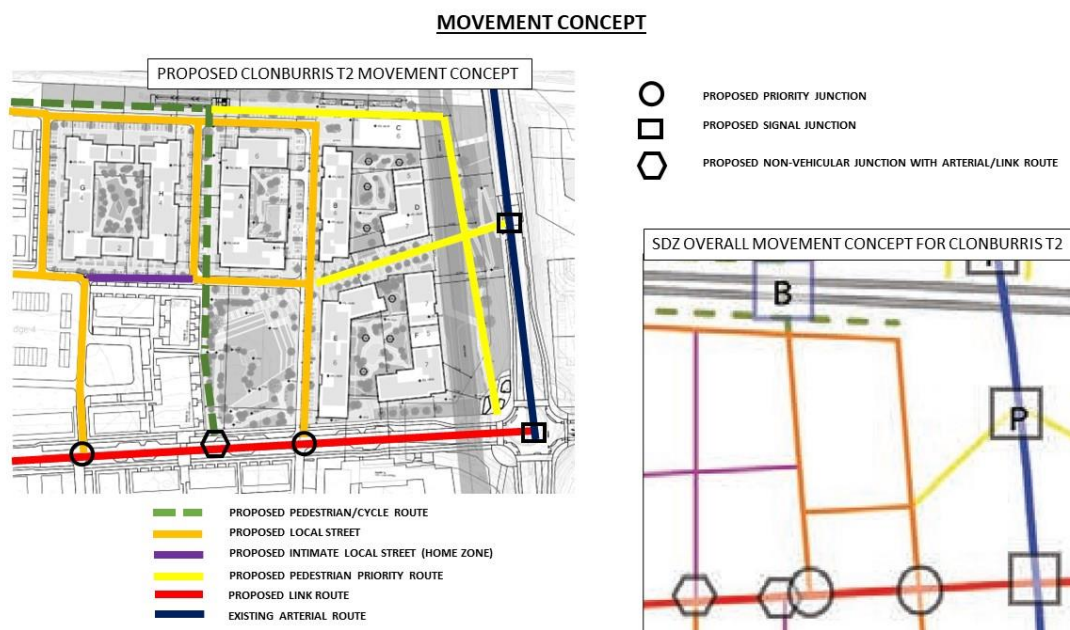 MOVEMENT CONCEPT
PROPOSED CLONBURRIS T2 MOVEMENT CONCEPT
PROPOSED PRIORITY JUNCTION
PROPOSED SIGNAL JUNCTION
PROPOSED NON-VEHICULAR JUNCTION WITH ARTERIAL/LINK ROUTE
C
G
H
A
B
D
SDZ OVERALL MOVEMENT CONCEPT FOR CLONBURRIS T2
B
P
PROPOSED PEDESTRIAN/CYCLE ROUTE
PROPOSED LOCAL STREET
PROPOSED INTIMATE LOCAL STREET (HOME ZONE)
PROPOSED PEDESTRIAN PRIORITY ROUTE
PROPOSED LINK ROUTE
EXISTING ARTERIAL ROUTE